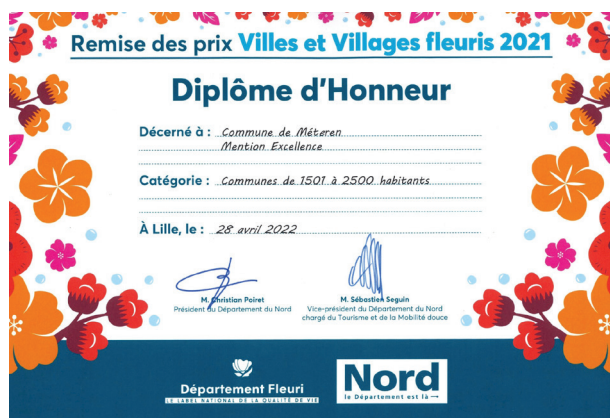 Remise des prix Villes et Villages fleuris 2021
Diplôme d'Honneur
Décerné à : Commune de Méteren
Mention Excellence
Catégorie : Communes de 1501 à 2500 habitants
À Lille, le : 28 avril 2022
M. Christian Poiret
Président du Département du Nord
M. Sébastien Seguin
Vice-président du Département du Nord
chargé du Tourisme et de la Mobilité douce
Département Fleuri
LE LABEL NATIONAL DE LA QUALITÉ DE VIE
Nord
le Département est là →